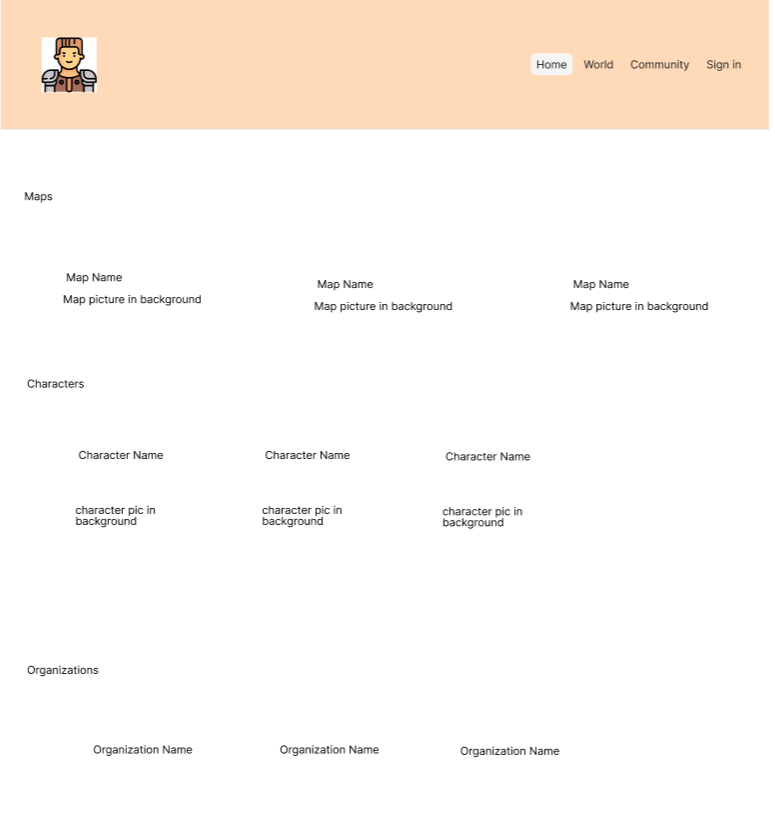 Home World Community Sign in
Maps
Map Name
Map picture in background
Map Name
Map picture in background
Map Name
Map picture in background
Characters
Character Name
character pic in
background
Character Name
character pic in
background
Character Name
character pic in
background
Organizations
Organization Name
Organization Name
Organization Name